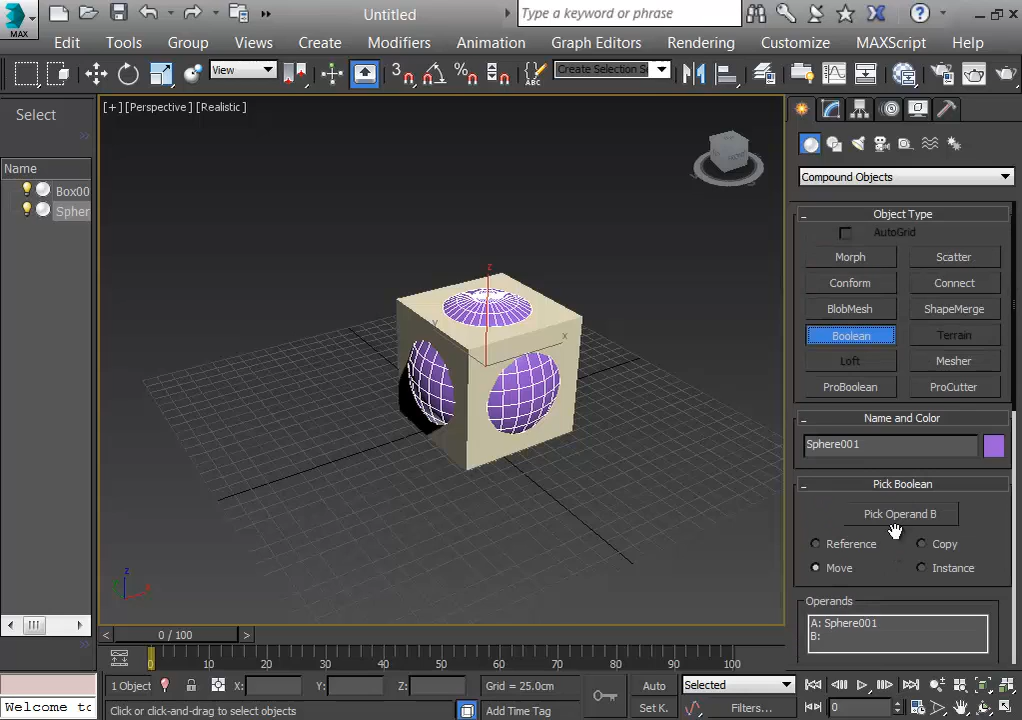 MAX
Untitled
Type a keyword or phrase
Edit Tools Group Views Create Modifiers Animation Graph Editors Rendering Customize MAXScript Help
View
3
%
ABC
Create Selection S
Select
[+] [Perspective] [Realistic]
Name
Box00
Spher
z
Y
X
z
x
Compound Objects
Object Type
AutoGrid
Morph Scatter
Conform Connect
BlobMesh ShapeMerge
Boolean Terrain
Loft Mesher
ProBoolean ProCutter
Name and Color
Sphere001
Pick Boolean
Pick Operand B
Reference Copy
Move Instance
Operands
A: Sphere001
B:
0 / 100
0 10 20 30 40 50 60 70 80 90 100
1 Object X: Y: Z: Grid = 25.0cm Auto Selected
Welcome to Click or click-and-drag to select objects Add Time Tag Set K. Filters... 0